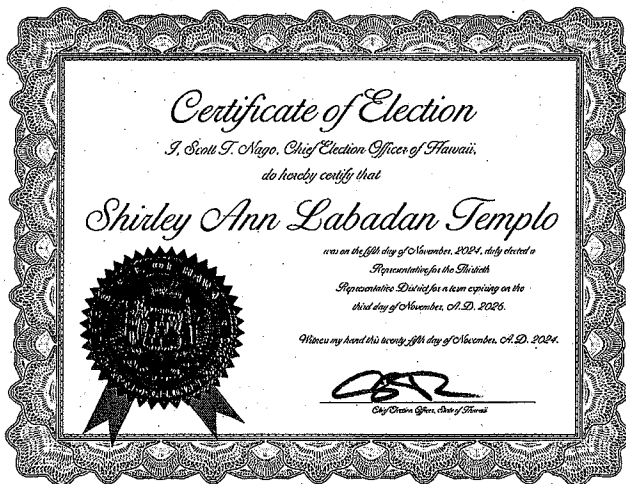 Certificate of Election
I, Scott T. Nago, Chief Election Officer of Hawaii,
do hereby certify that
Shirley Ann Labadan Templo
was on the fifth day of November, 2024, duly elected a
Representative for the Thirtieth
Representative District for a term expiring on the
third day of November, A.D. 2026.
Witness my hand this twenty-fifth day of November, A.D. 2024.
Chief Election Officer, State of Hawaii